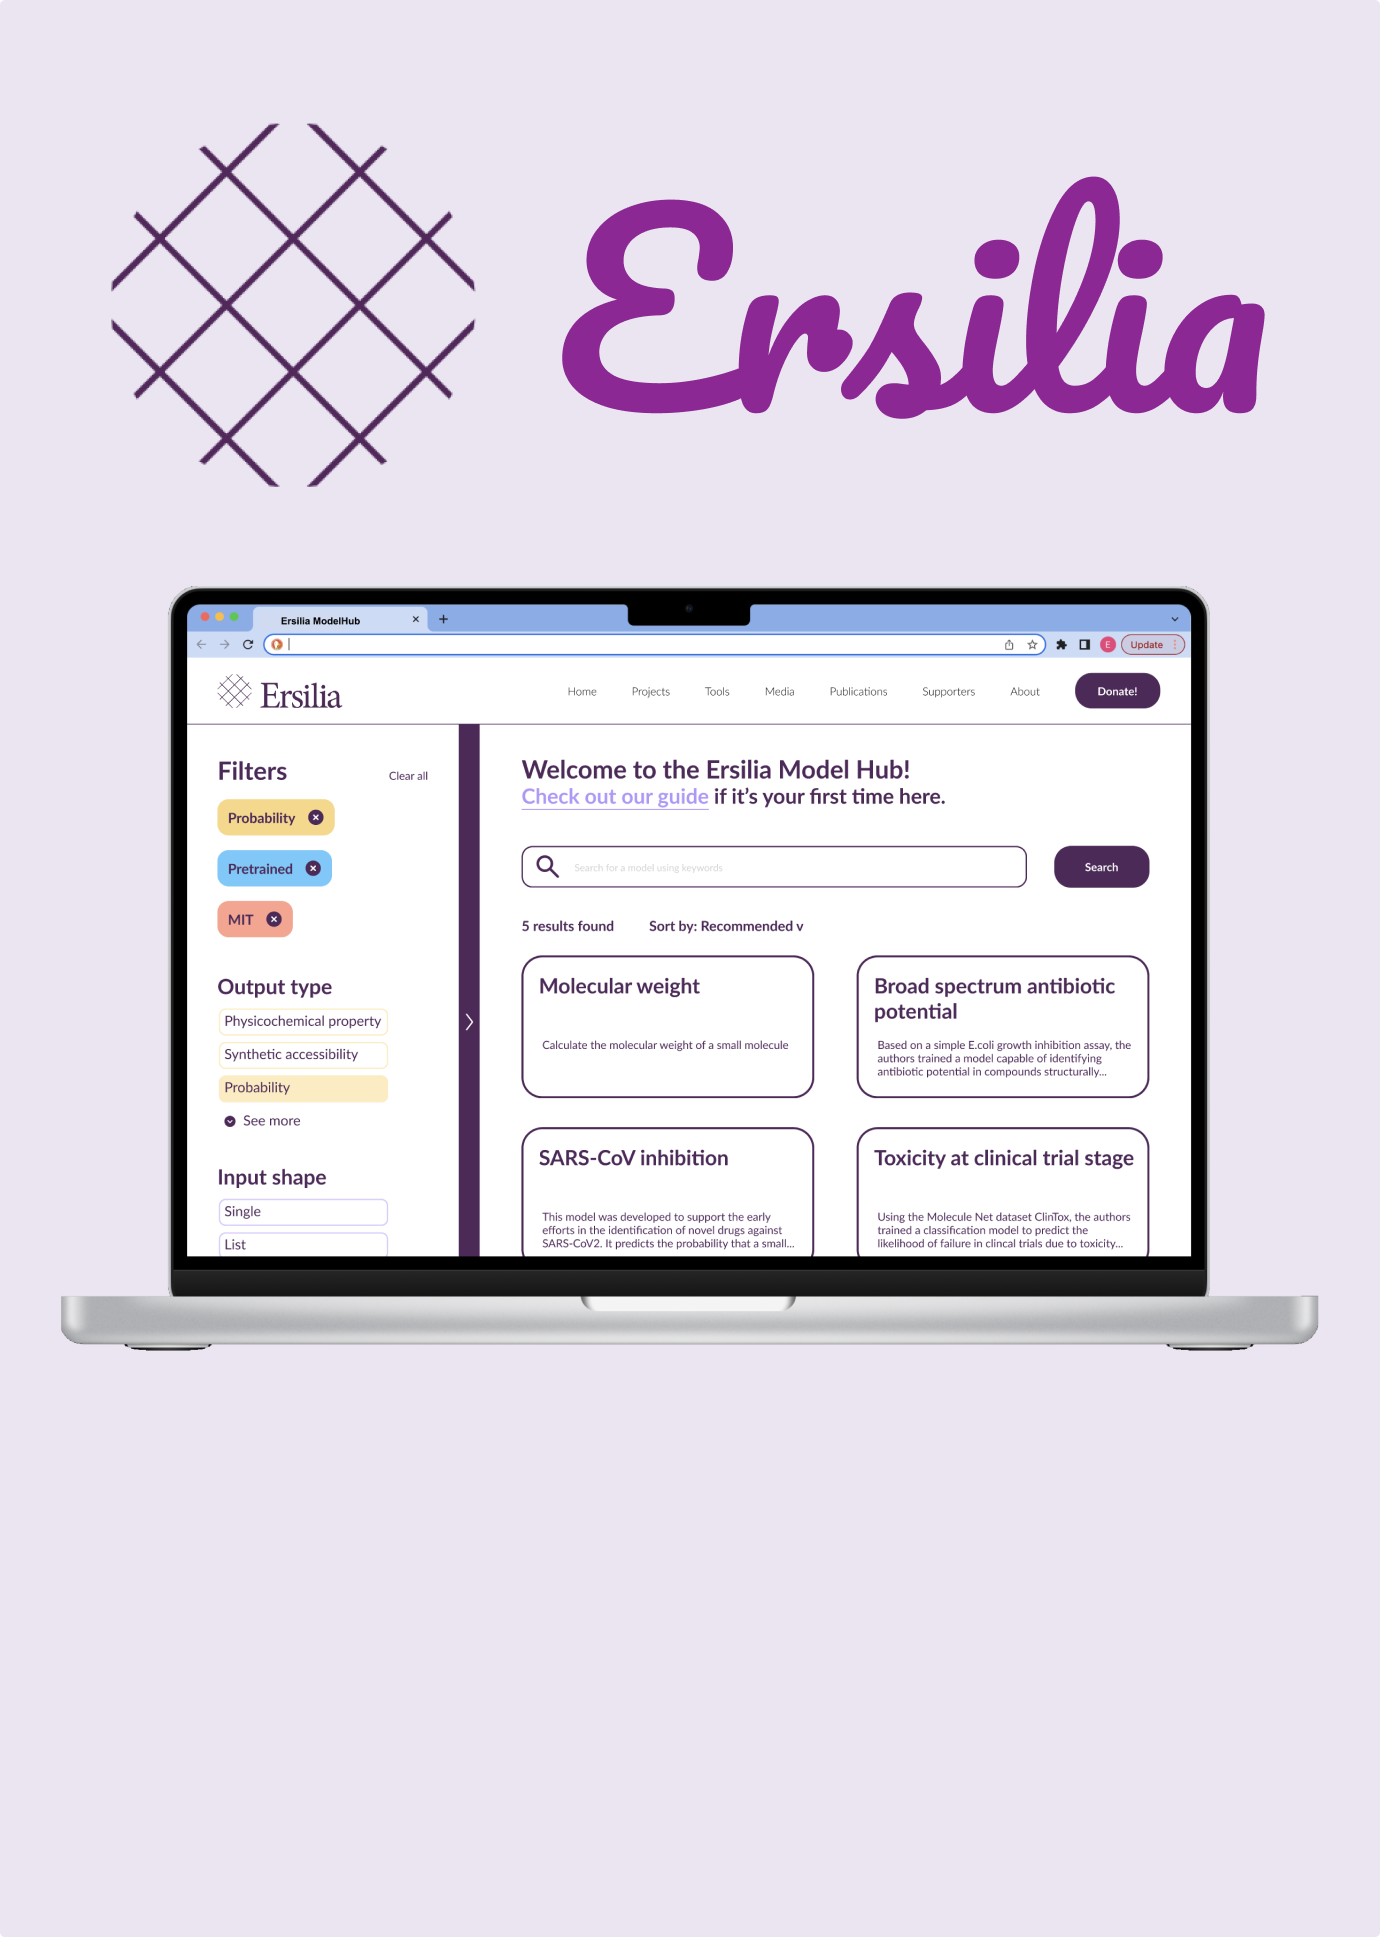 Ersilia
Ersilia ModelHub
E
Update
Ersilia
Home
Projects
Tools
Media
Publications
Supporters
About
Donate!
Filters
Clear all
Probability
Pretrained
MIT
Output type
Physicochemical property
Synthetic accessibility
Probability
See more
Input shape
Single
List
Welcome to the Ersilia Model Hub!
Check out our guide if it's your first time here.
Search for a model using keywords
Search
5 results found
Sort by: Recommended v
Molecular weight
Calculate the molecular weight of a small molecule
Broad spectrum antibiotic
potential
Based on a simple E.coli growth inhibition assay, the
authors trained a model capable of identifying
antibiotic potential in compounds structurally...
SARS-CoV inhibition
This model was developed to support the early
efforts in the identification of novel drugs against
SARS-CoV2. It predicts the probability that a small...
Toxicity at clinical trial stage
Using the Molecule Net dataset ClinTox, the authors
trained a classification model to predict the
likelihood of failure in clincal trials due to toxicity...